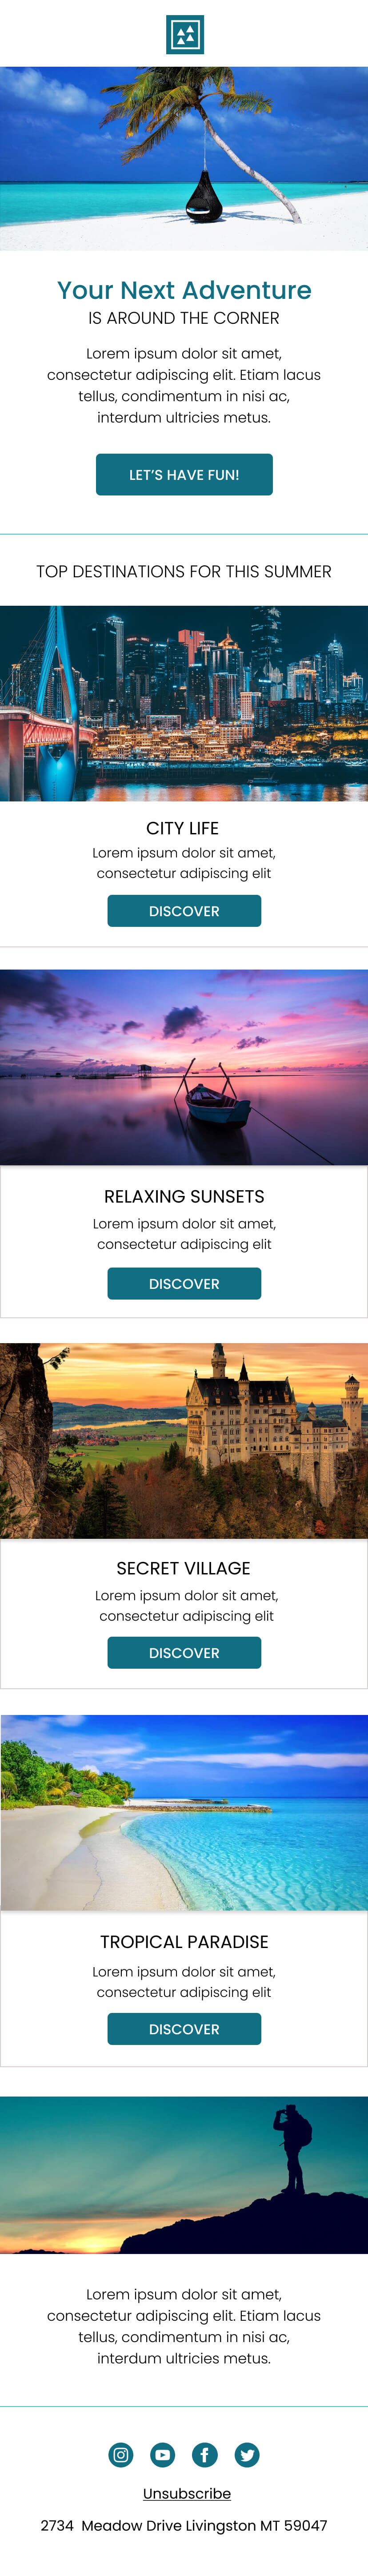 Your Next Adventure
IS AROUND THE CORNER
Lorem ipsum dolor sit amet,
consectetur adipiscing elit. Etiam lacus
tellus, condimentum in nisi ac,
interdum ultricies metus.
LET’S HAVE FUN!
TOP DESTINATIONS FOR THIS SUMMER
CITY LIFE
Lorem ipsum dolor sit amet,
consectetur adipiscing elit
DISCOVER
RELAXING SUNSETS
Lorem ipsum dolor sit amet,
consectetur adipiscing elit
DISCOVER
SECRET VILLAGE
Lorem ipsum dolor sit amet,
consectetur adipiscing elit
DISCOVER
TROPICAL PARADISE
Lorem ipsum dolor sit amet,
consectetur adipiscing elit
DISCOVER
Lorem ipsum dolor sit amet,
consectetur adipiscing elit. Etiam lacus
tellus, condimentum in nisi ac,
interdum ultricies metus.
Unsubscribe
2734 Meadow Drive Livingston MT 59047